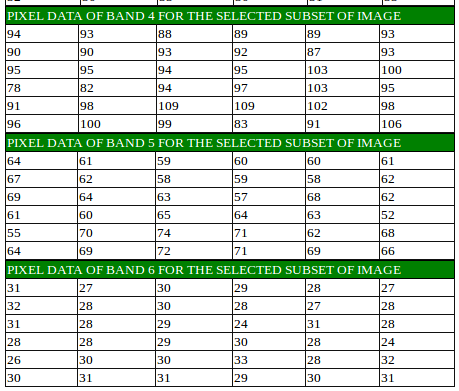 PIXEL DATA OF BAND 4 FOR THE SELECTED SUBSET OF IMAGE
94 93 88 89 89 93
90 90 93 92 87 93
95 95 94 95 103 100
78 82 94 97 103 95
91 98 109 109 102 98
96 100 99 83 91 106
PIXEL DATA OF BAND 5 FOR THE SELECTED SUBSET OF IMAGE
64 61 59 60 60 61
67 62 58 59 58 62
69 64 63 57 68 62
61 60 65 64 63 52
55 70 74 71 62 68
64 69 72 71 69 66
PIXEL DATA OF BAND 6 FOR THE SELECTED SUBSET OF IMAGE
31 27 30 29 28 27
32 28 30 28 27 28
31 28 29 24 31 28
28 28 29 30 28 24
26 30 30 33 28 32
30 31 31 29 30 31